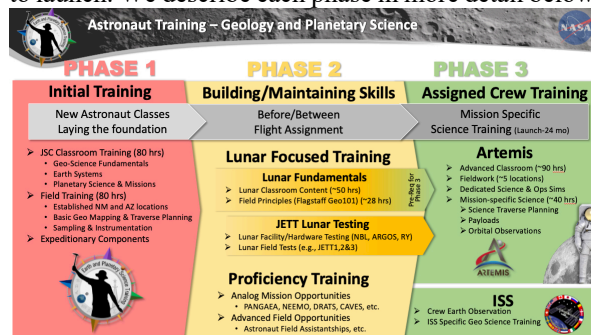 to launch. We describe each phase in more detail below
Astronaut Training – Geology and Planetary Science
NASA
PHASE 1
PHASE 2
PHASE 3
Initial Training
Building/Maintaining Skills
Assigned Crew Training
New Astronaut Classes
Laying the foundation
Before/Between
Flight Assignment
Mission Specific
Science Training (Launch-24 mo)
➤ JSC Classroom Training (80 hrs)
• Geo-Science Fundamentals
• Earth Systems
• Planetary Science & Missions
➤ Field Training (80 hrs)
• Established NM and AZ locations
• Basic Geo Mapping & Traverse Planning
• Sampling & Instrumentation
➤ Expeditionary Components
Earth and Planetary Science Training
Lunar Focused Training
Lunar Fundamentals
➤ Lunar Classroom Content (~50 hrs)
➤ Field Principles (Flagstaff Geo101) (~28 hrs)
Pre-Req for
Phase 3
JETT Lunar Testing
➤ Lunar Facility/Hardware Testing (NBL, ARGOS, RY)
➤ Lunar Field Tests (e.g., JETT1,2&3)
Proficiency Training
➤ Analog Mission Opportunities
• PANGAEA, NEEMO, DRATS, CAVES, etc.
➤ Advanced Field Opportunities
• Astronaut Field Assistantships, etc.
Artemis
➤ Advanced Classroom (~90 hrs)
➤ Fieldwork (~5 locations)
➤ Dedicated Science & Ops Sims
➤ Mission-specific Science (~40 hrs)
➤ Science Traverse Planning
➤ Payloads
➤ Orbital Observations
ARTEMIS
ISS
➤ Crew Earth Observation
➤ ISS Specific Geo Science Training